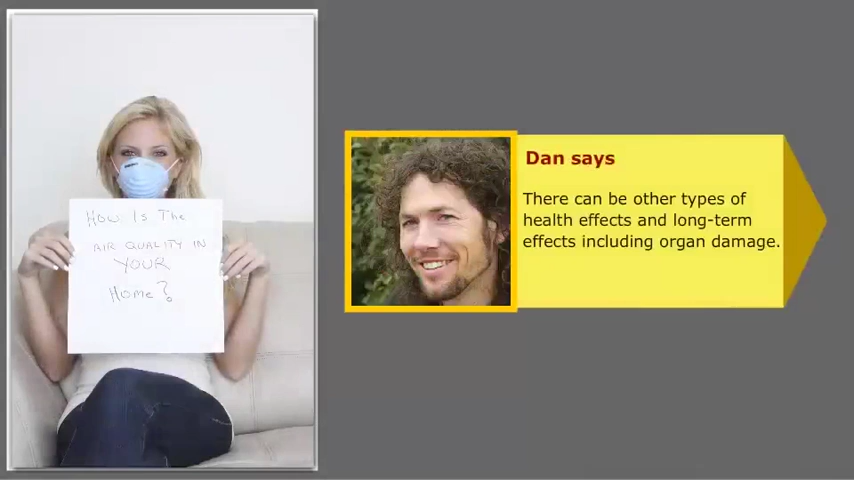 How Is The
AIR QUALITY IN
YOUR
Home?
Dan says
There can be other types of
health effects and long-term
effects including organ damage.